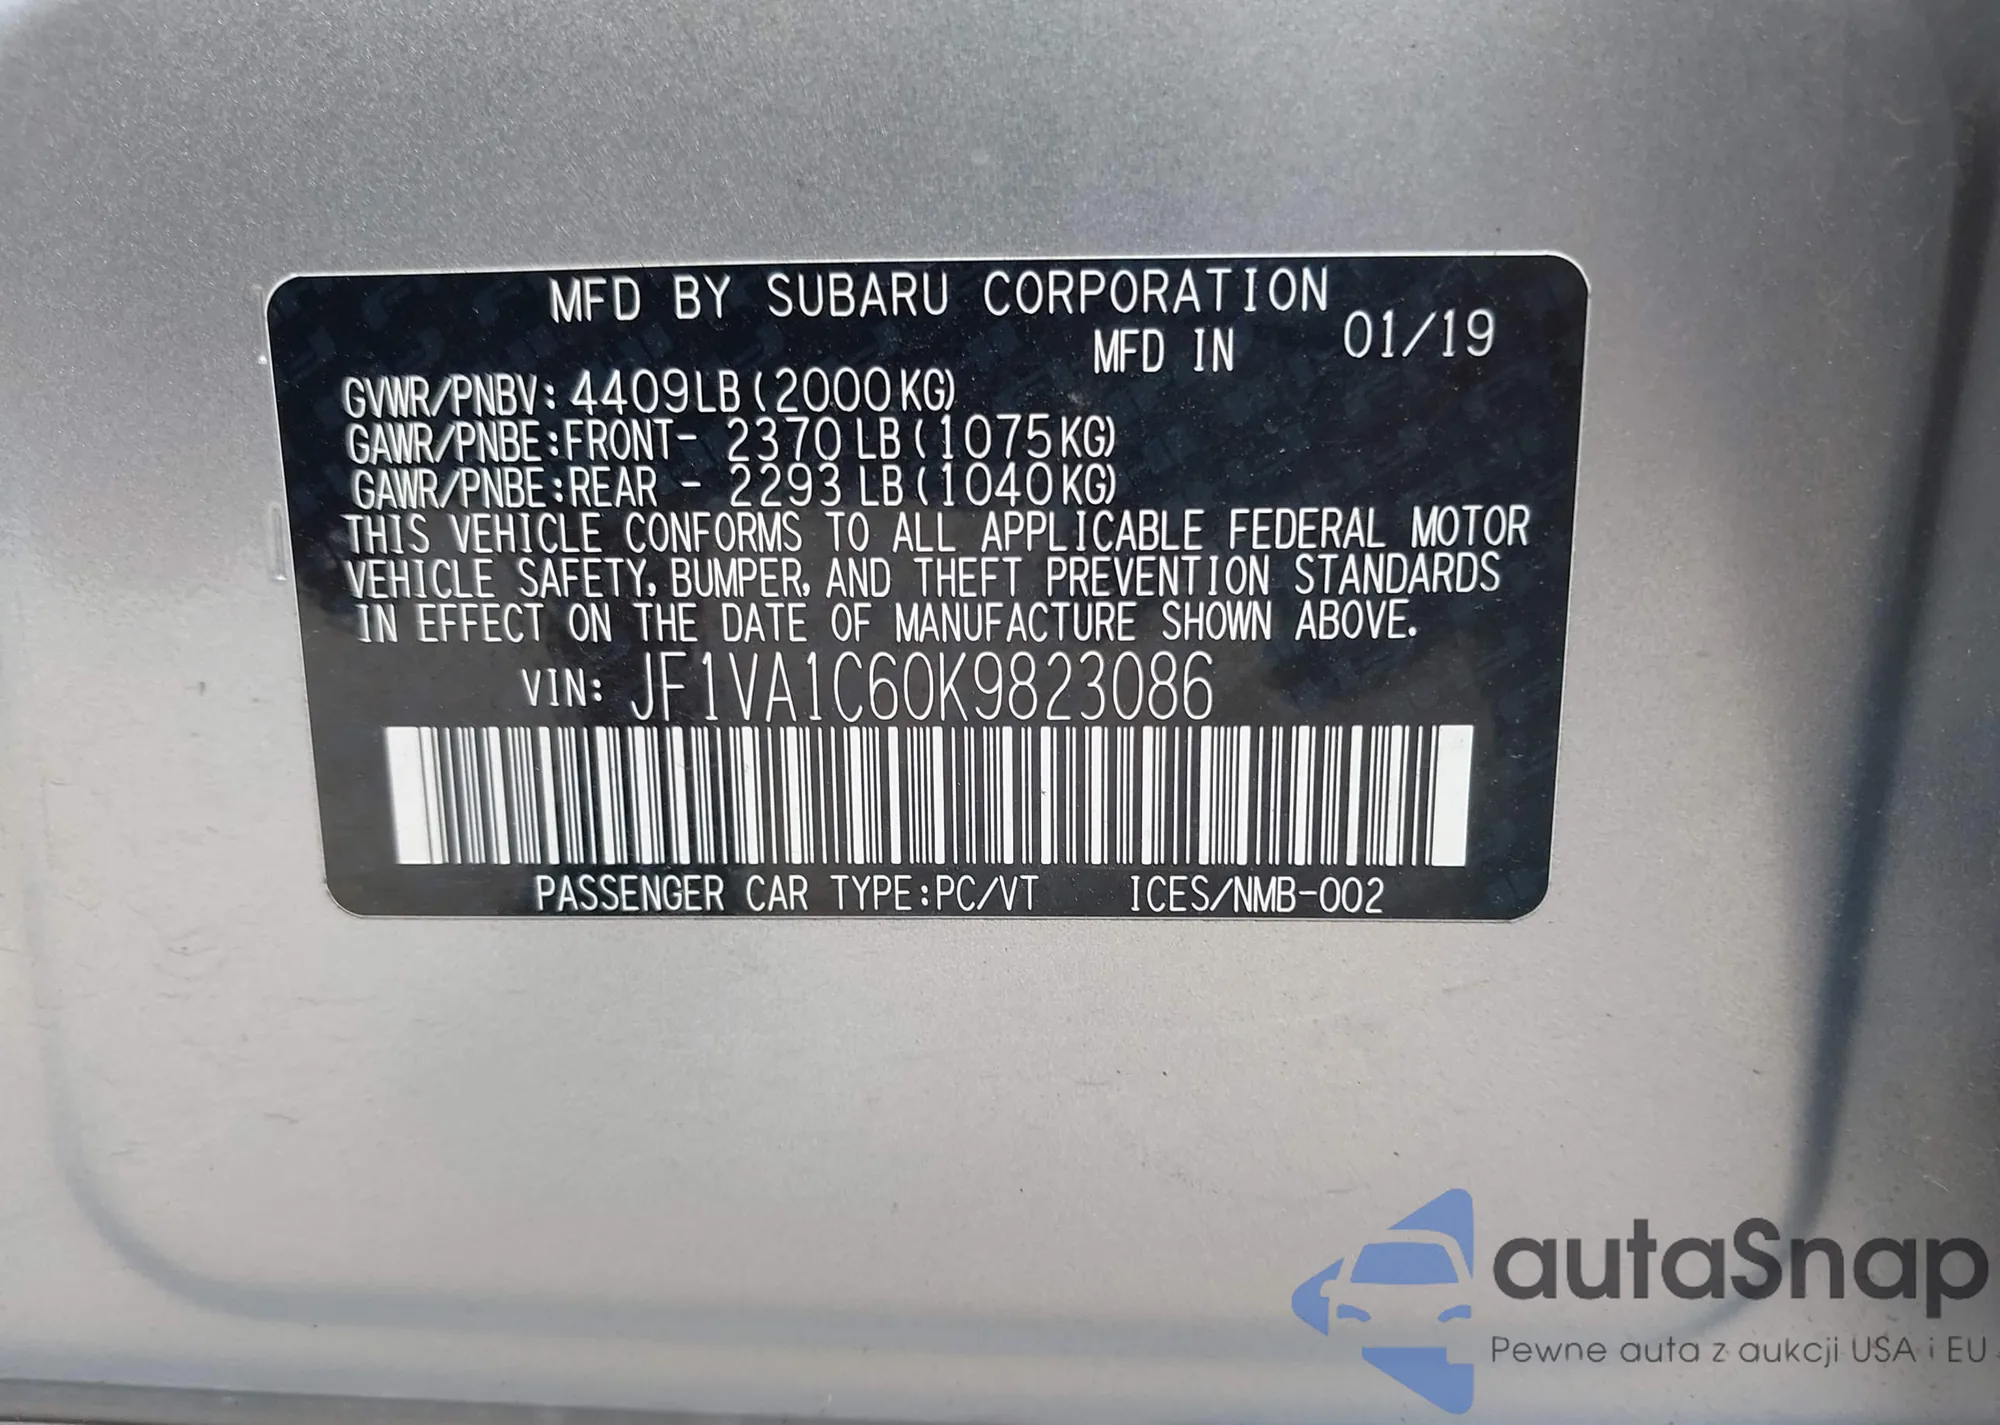 MFD BY SUBARU CORPORATION
MFD IN 01/19
GVWR/PNBV: 4409LB (2000KG)
GAWR/PNBE:FRONT- 2370 LB (1075KG)
GAWR/PNBE:REAR - 2293 LB (1040KG)
THIS VEHICLE CONFORMS TO ALL APPLICABLE FEDERAL MOTOR
VEHICLE SAFETY, BUMPER, AND THEFT PREVENTION STANDARDS
IN EFFECT ON THE DATE OF MANUFACTURE SHOWN ABOVE.
VIN: JF1VA1C60K9823086
PASSENGER CAR TYPE:PC/VT ICES/NMB-002
autaSnap
Pewne auta z aukcji USA i EU